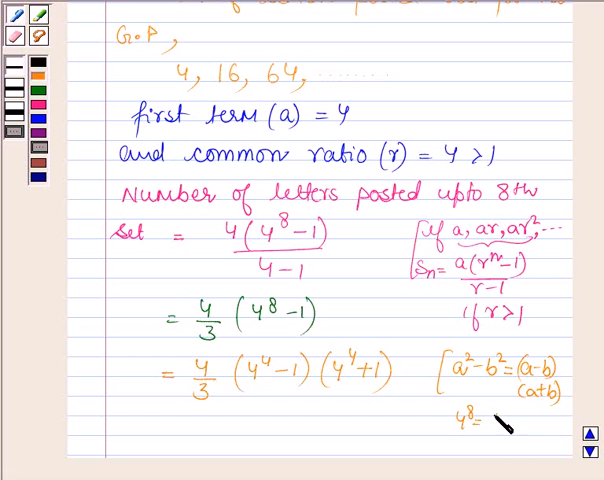 G.P,
4, 16, 64, ........
first term (a) = 4
and common ratio (r) = 4 > 1
Number of letters posted upto 8th
set = 4(4^8-1)/4-1 [If a, ar, ar^2, ...
Sn = a(r^n-1)/r-1
if r>1
= 4/3 (4^8-1)
= 4/3 (4^4-1) (4^4+1) [a^2-b^2=(a-b)
(a+b)
4^8=